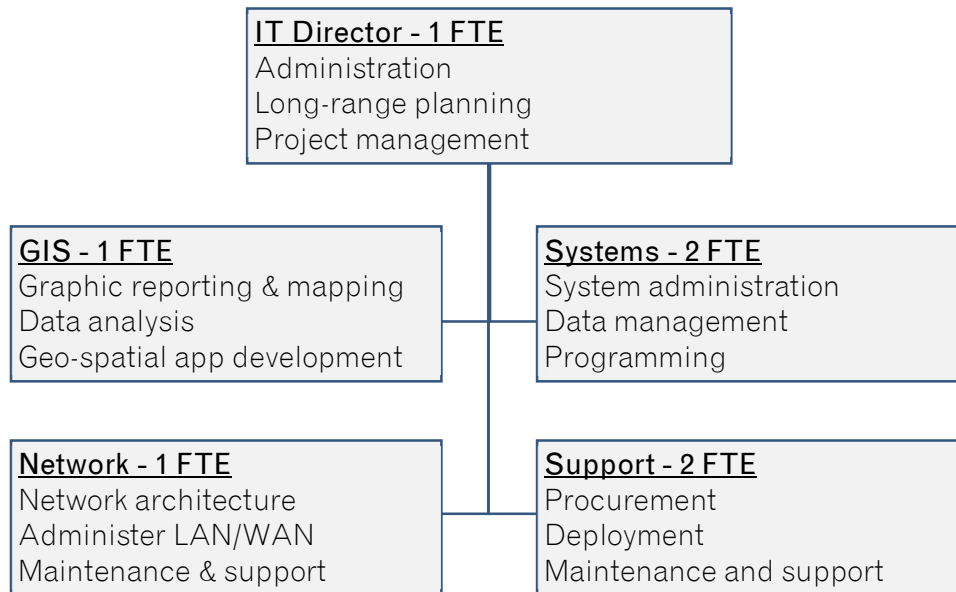 IT Director - 1 FTE
Administration
Long-range planning
Project management
GIS - 1 FTE
Graphic reporting & mapping
Data analysis
Geo-spatial app development
Systems - 2 FTE
System administration
Data management
Programming
Network - 1 FTE
Network architecture
Administer LAN/WAN
Maintenance & support
Support - 2 FTE
Procurement
Deployment
Maintenance and support